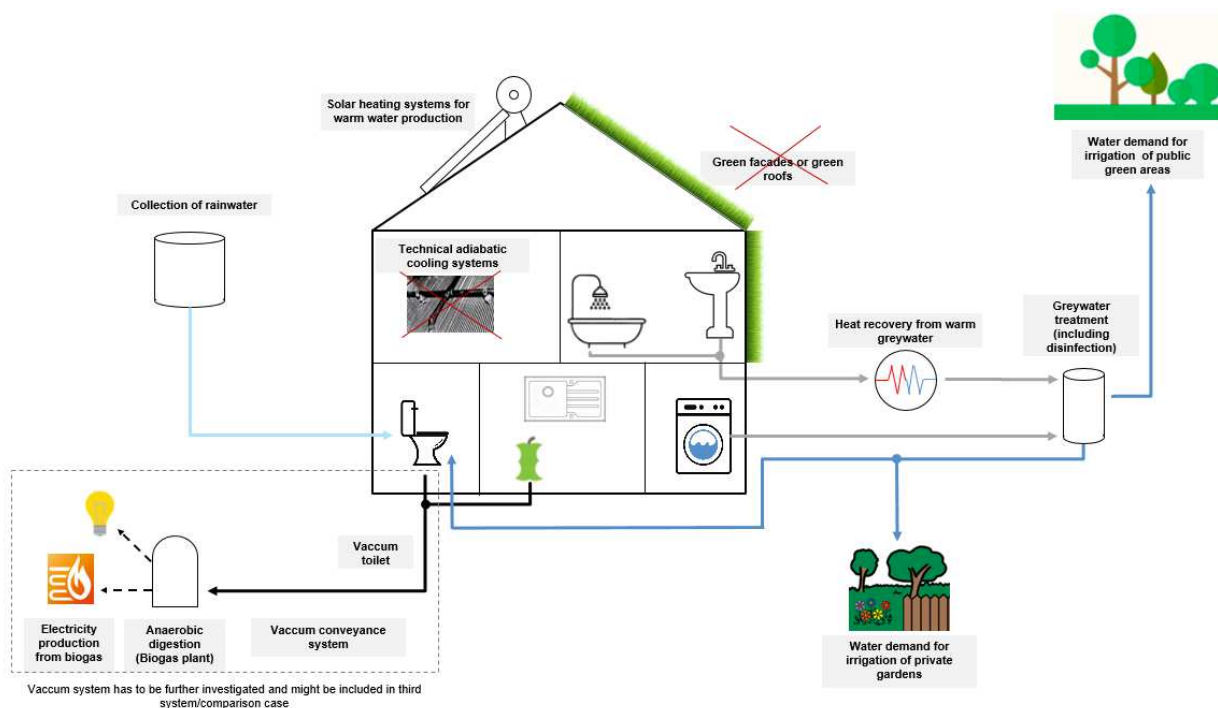 Solar heating systems for
warm water production
Green facades or green
roofs
Water demand for
irrigation of public
green areas
Collection of rainwater
Technical adiabatic
cooling systems
Heat recovery from warm
greywater
Greywater
treatment
(including
disinfection)
Vaccum
toilet
Electricity
production
from biogas
Anaerobic
digestion
(Biogas plant)
Vaccum conveyance
system
Water demand for
irrigation of private
gardens
Vaccum system has to be further investigated and might be included in third
system/comparison case